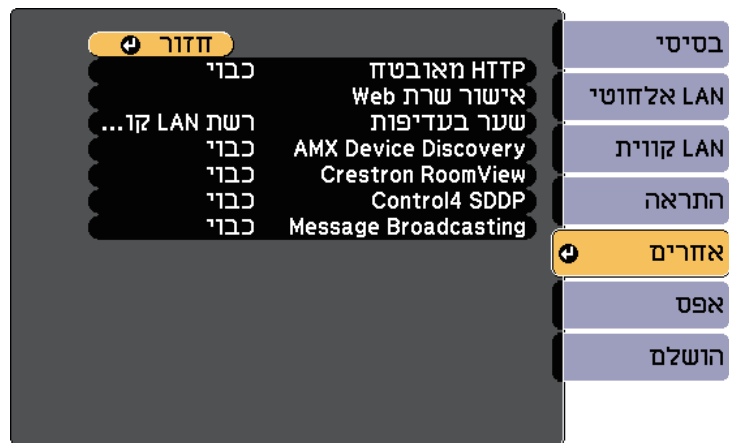 בסיסי
LAN אלחוטי
LAN קווית
התראה
אחרים
אפס
הושלם
חזור
HTTP מאובטח כבוי
אישור שרת Web
שער בעדיפות רשת LAN קו...
AMX Device Discovery כבוי
Crestron RoomView כבוי
Control4 SDDP כבוי
Message Broadcasting כבוי